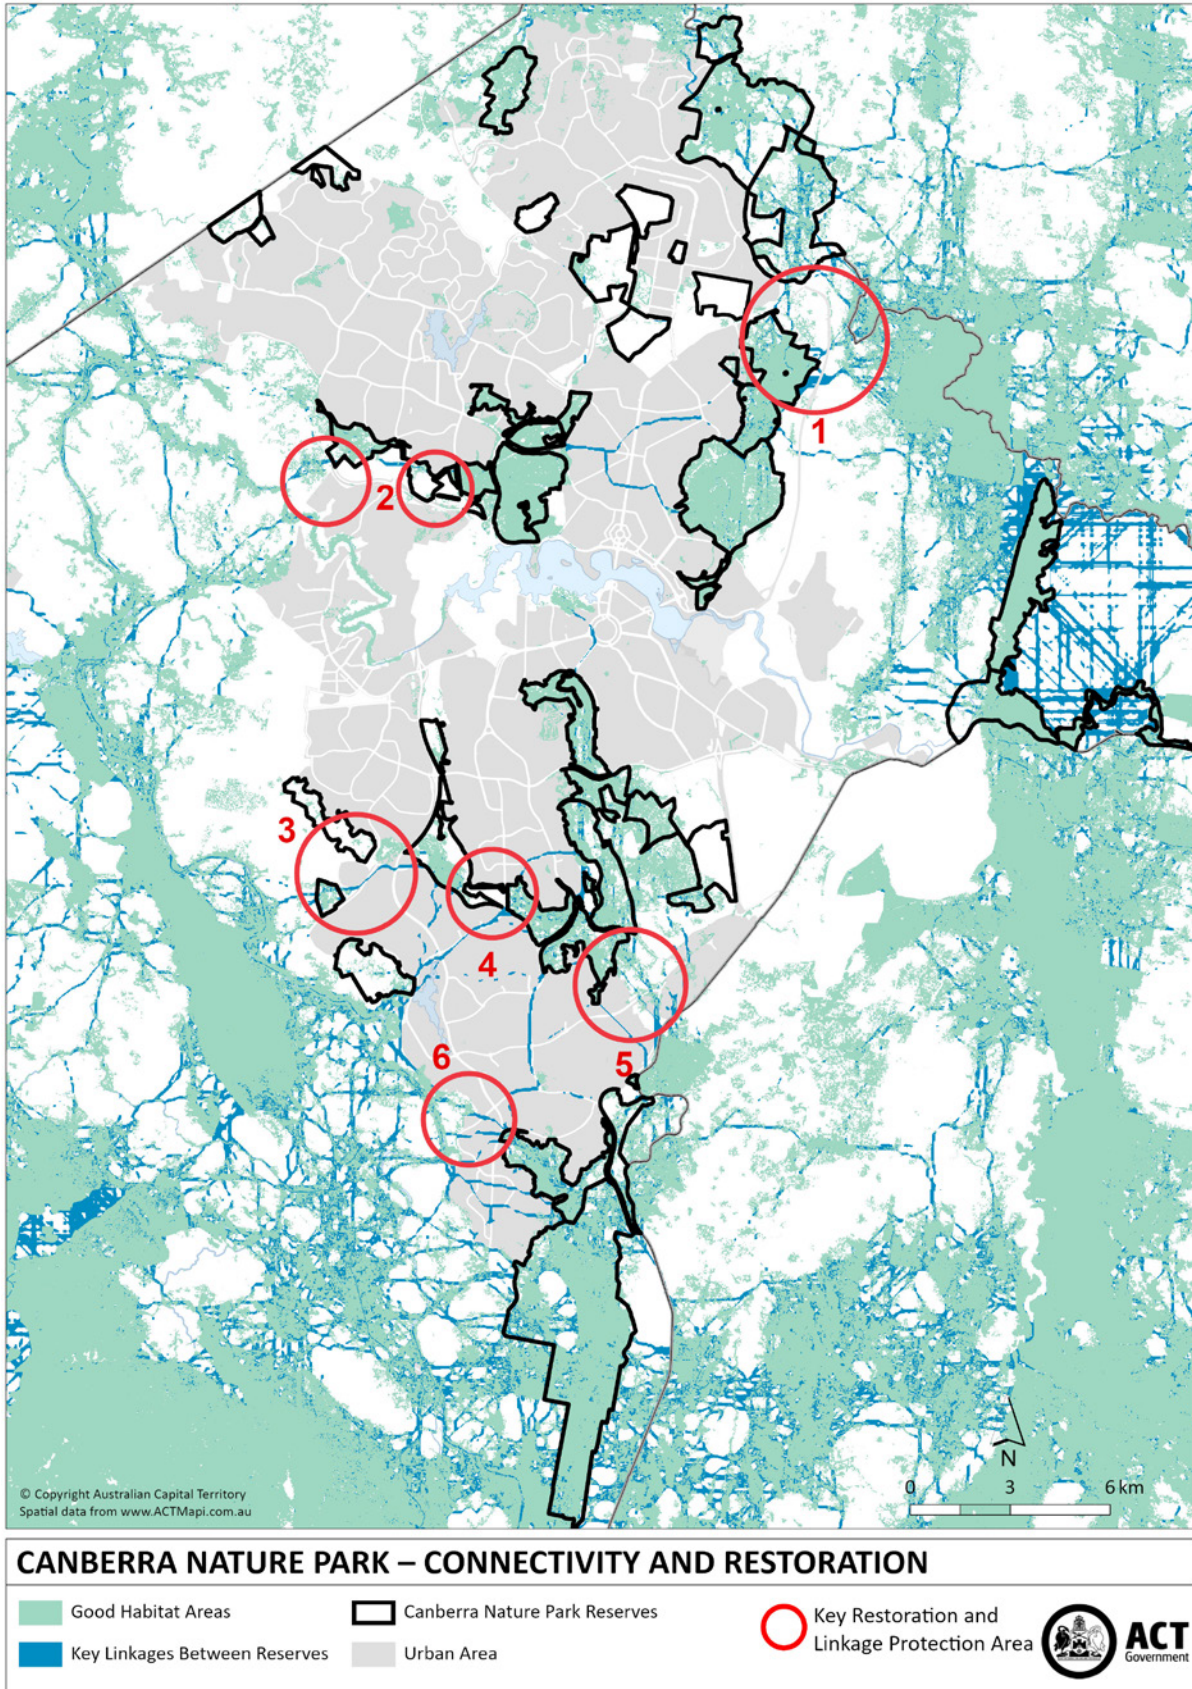 1
2
3
4
5
6
N
0 3 6 km
© Copyright Australian Capital Territory
Spatial data from www.ACTMapi.com.au
CANBERRA NATURE PARK – CONNECTIVITY AND RESTORATION
Good Habitat Areas
Key Linkages Between Reserves
Canberra Nature Park Reserves
Urban Area
Key Restoration and
Linkage Protection Area
ACT
Government